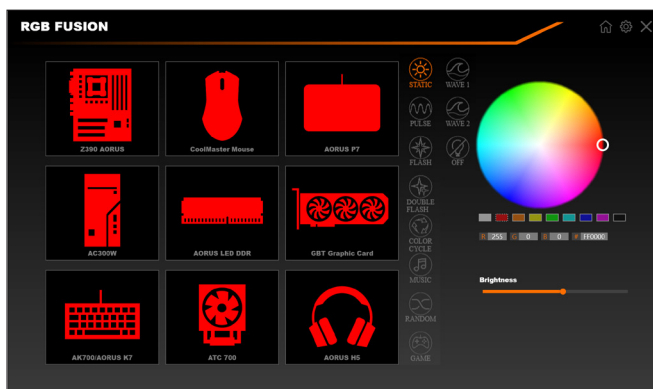 RGB FUSION
Z390 AORUS
CoolMaster Mouse
AORUS P7
AC300W
AORUS LED DDR
GBT Graphic Card
AK700/AORUS K7
ATC 700
AORUS H5
STATIC
WAVE 1
PULSE
WAVE 2
FLASH
OFF
DOUBLE
FLASH
COLOR
CYCLE
MUSIC
RANDOM
GAME
R 255 G 0 B 0 # FF0000
Brightness